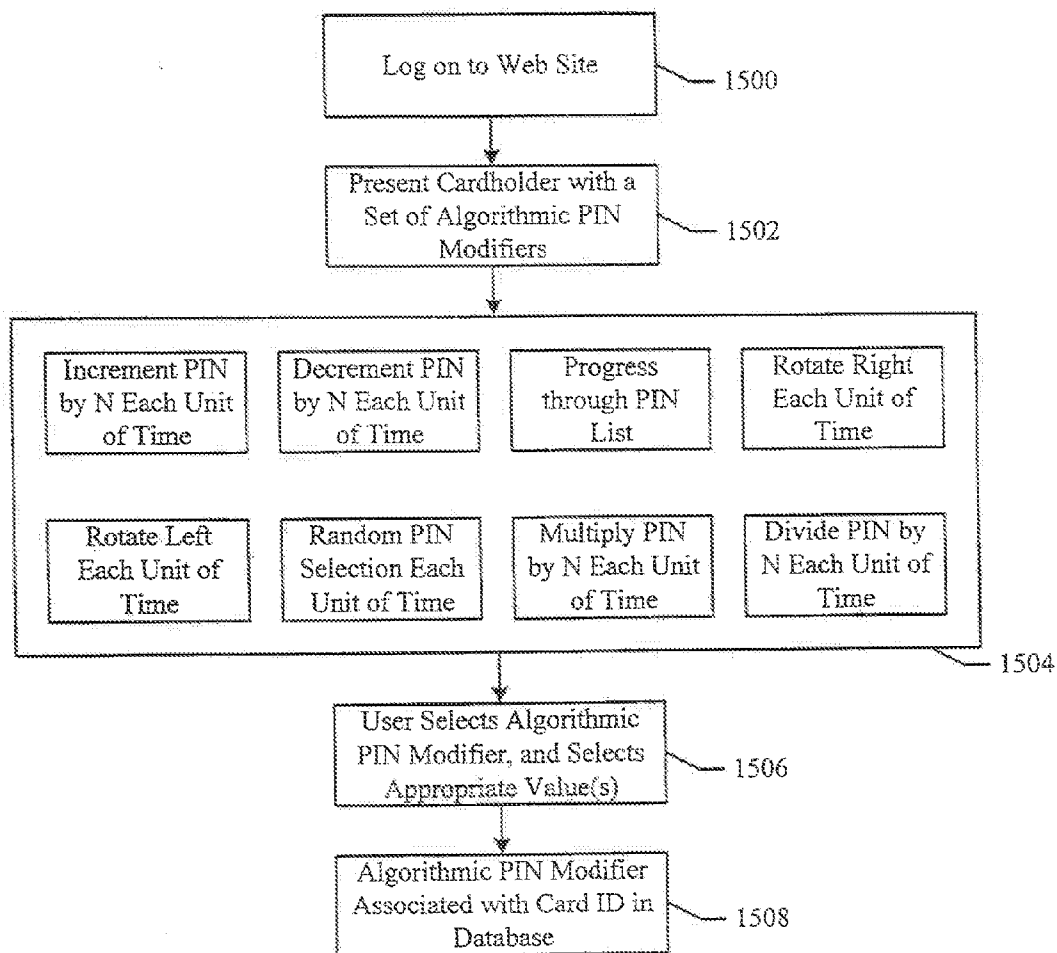 Log on to Web Site
1500
Present Cardholder with a
Set of Algorithmic PIN
Modifiers
1502
Increment PIN
by N Each Unit
of Time
Decrement PIN
by N Each Unit
of Time
Progress
through PIN
List
Rotate Right
Each Unit of
Time
Rotate Left
Each Unit of
Time
Random PIN
Selection Each
Unit of Time
Multiply PIN
by N Each Unit
of Time
Divide PIN by
N Each Unit of
Time
1504
User Selects Algorithmic
PIN Modifier, and Selects
Appropriate Value(s)
1506
Algorithmic PIN Modifier
Associated with Card ID in
Database
1508